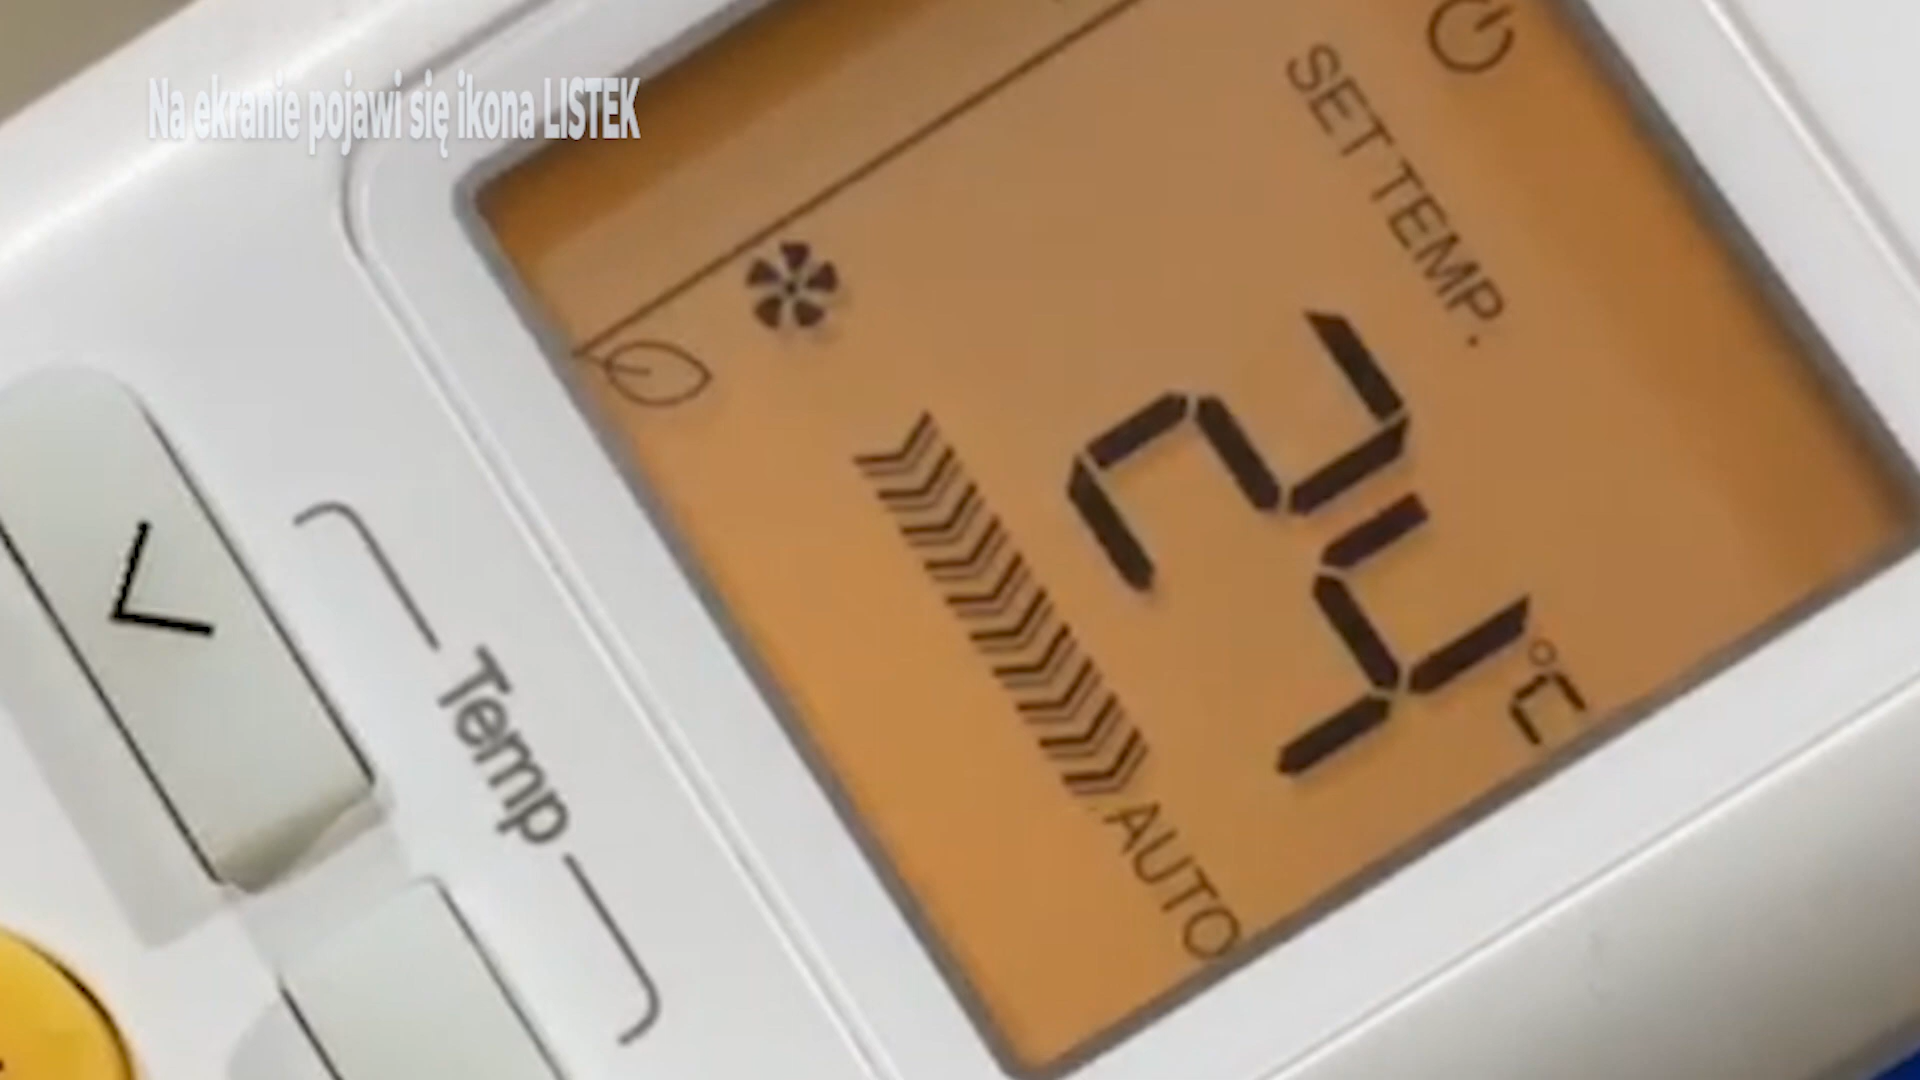 Na ekranie pojawi się ikona LISTEK
SET TEMP.
24°C
AUTO
Temp